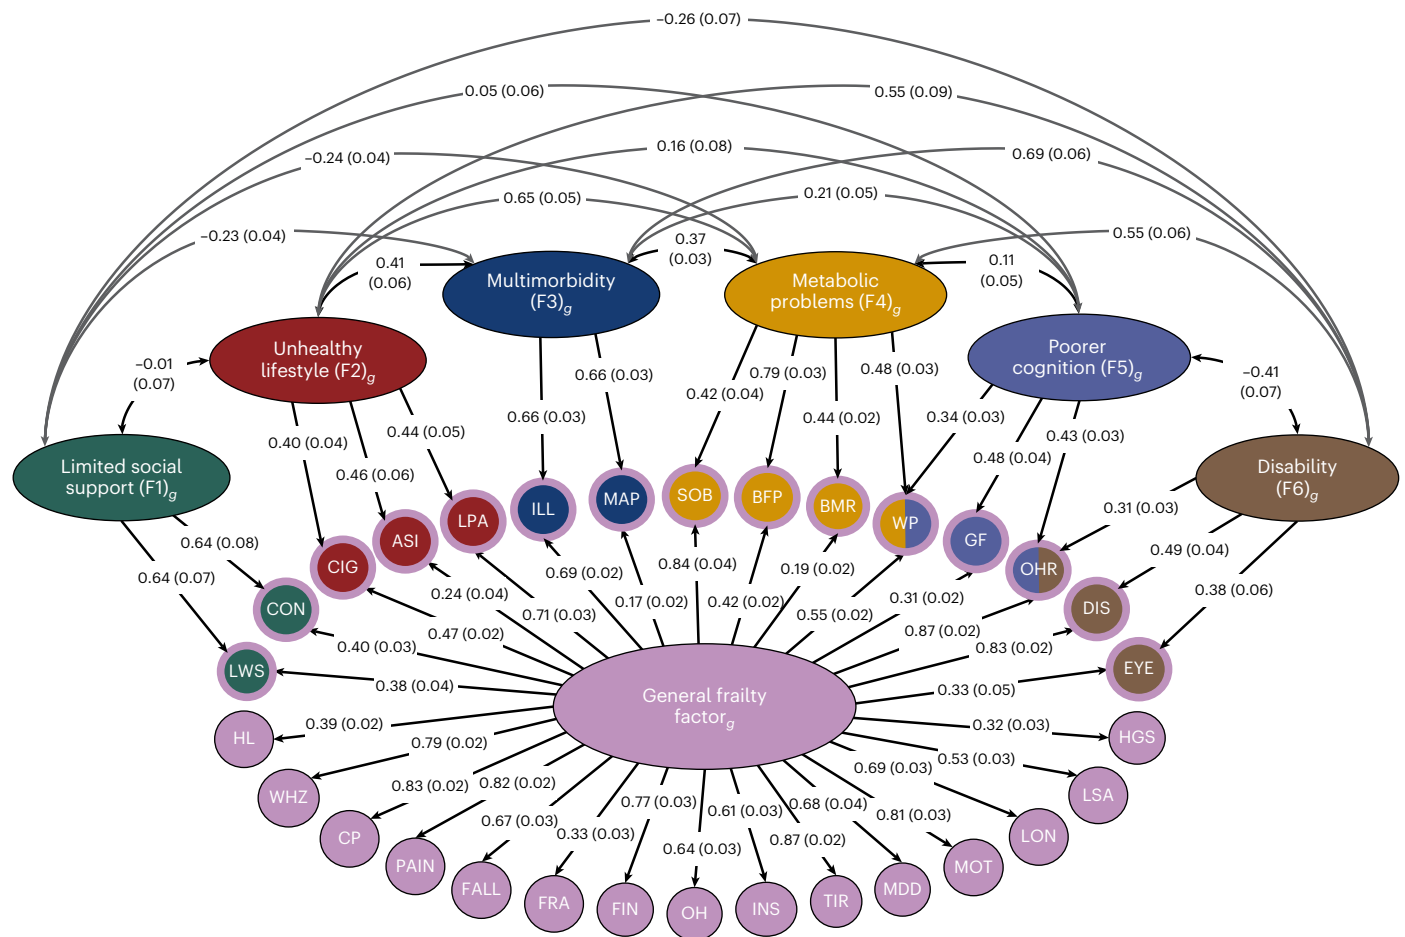 −0.26 (0.07)
0.05 (0.06)
0.55 (0.09)
−0.24 (0.04)
0.16 (0.08)
0.69 (0.06)
0.65 (0.05)
0.21 (0.05)
−0.23 (0.04)
0.55 (0.06)
0.41
(0.06)
0.37
(0.03)
0.11
(0.05)
−0.01
(0.07)
−0.41
(0.07)
Multimorbidity
(F3)g
Metabolic
problems (F4)g
Unhealthy
lifestyle (F2)g
Poorer
cognition (F5)g
Limited social
support (F1)g
Disability
(F6)g
0.64 (0.08)
0.64 (0.07)
0.40 (0.04)
0.46 (0.06)
0.44 (0.05)
0.66 (0.03)
0.66 (0.03)
0.42 (0.04)
0.79 (0.03)
0.44 (0.02)
0.48 (0.03)
0.34 (0.03)
0.48 (0.04)
0.43 (0.03)
0.31 (0.03)
0.49 (0.04)
0.38 (0.06)
LWS
CON
CIG
ASI
LPA
ILL
MAP
SOB
BFP
BMR
WP
GF
OHR
DIS
EYE
0.38 (0.04)
0.40 (0.03)
0.47 (0.02)
0.24 (0.04)
0.71 (0.03)
0.69 (0.02)
0.17 (0.02)
0.84 (0.04)
0.42 (0.02)
0.19 (0.02)
0.55 (0.02)
0.31 (0.02)
0.87 (0.02)
0.83 (0.02)
0.33 (0.05)
General frailty
factorg
0.39 (0.02)
0.79 (0.02)
0.83 (0.02)
0.82 (0.02)
0.67 (0.03)
0.33 (0.03)
0.77 (0.03)
0.64 (0.03)
0.61 (0.03)
0.87 (0.02)
0.68 (0.04)
0.81 (0.03)
0.69 (0.03)
0.53 (0.03)
0.32 (0.03)
HL
WHZ
CP
PAIN
FALL
FRA
FIN
OH
INS
TIR
MDD
MOT
LON
LSA
HGS